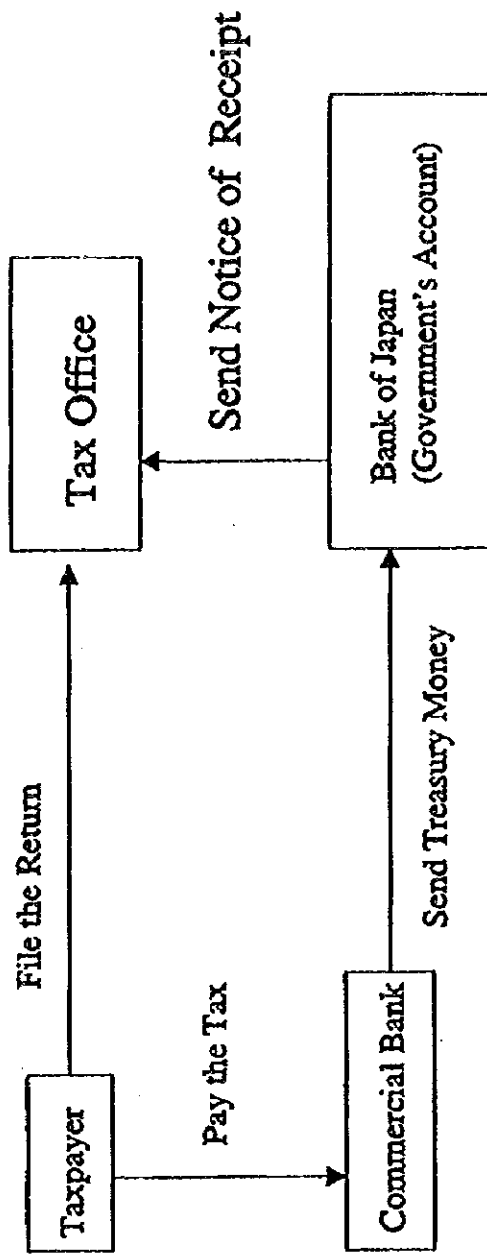 Taxpayer
File the Return
Tax Office
Pay the Tax
Send Notice of Receipt
Commercial Bank
Send Treasury Money
Bank of Japan
(Government's Account)